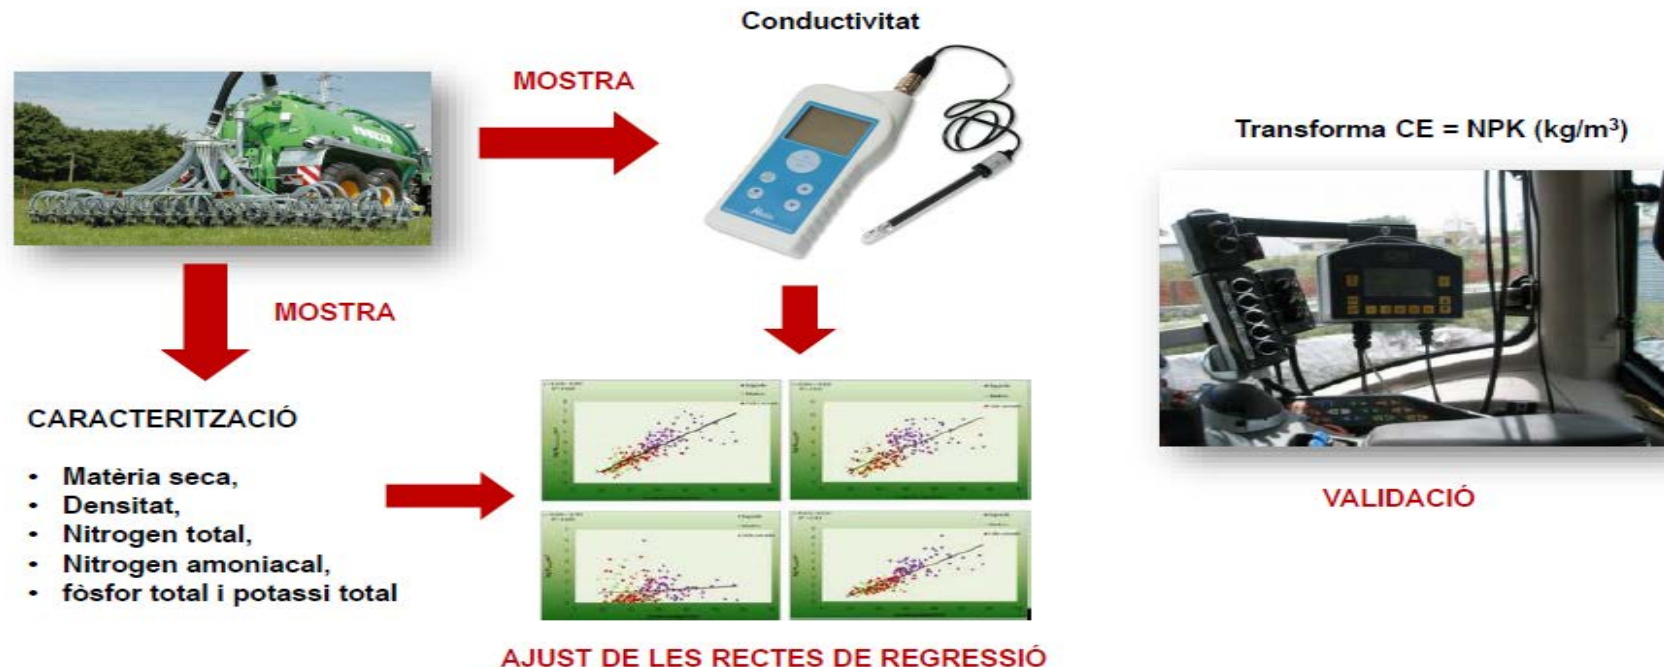 Conductivitat
MOSTRA
Transforma CE = NPK (kg/m³)
MOSTRA
CARACTERITZACIÓ
• Matèria seca,
• Densitat,
• Nitrogen total,
• Nitrogen amoniacal,
• fòsfor total i potassi total
VALIDACIÓ
AJUST DE LES RECTES DE REGRESSIÓ